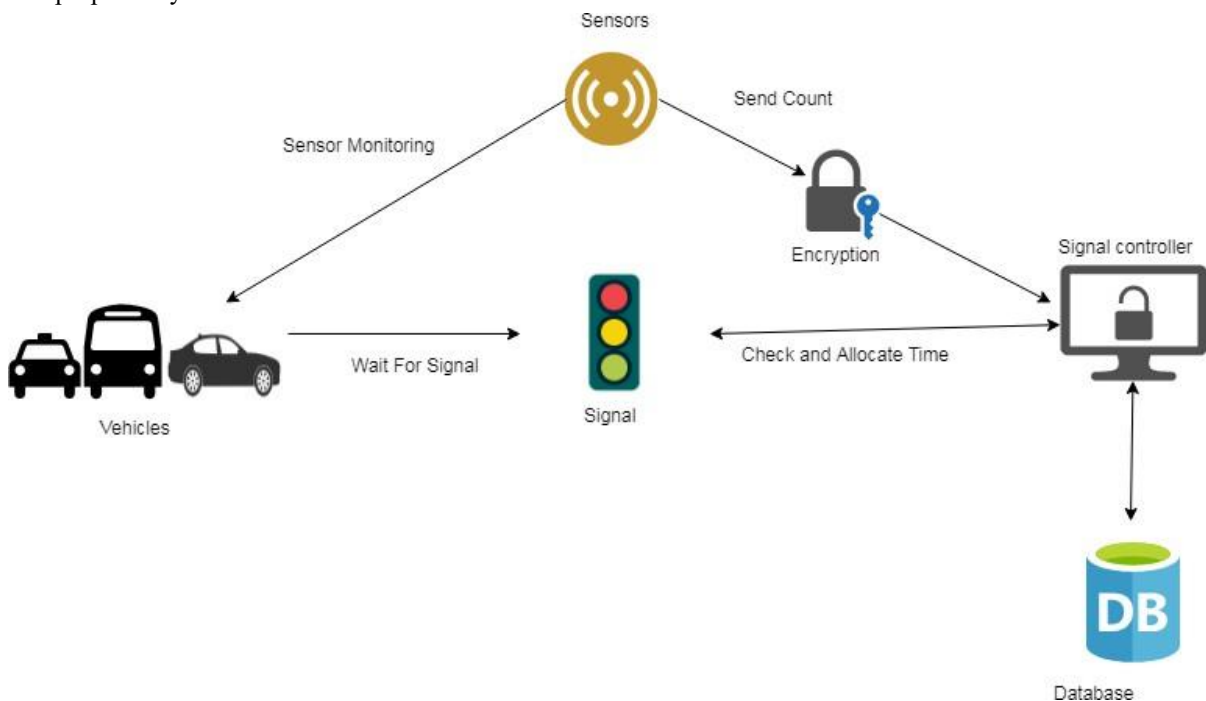 Sensors
Send Count
Sensor Monitoring
Encryption
Signal controller
Wait For Signal
Check and Allocate Time
Signal
Vehicles
DB
Database